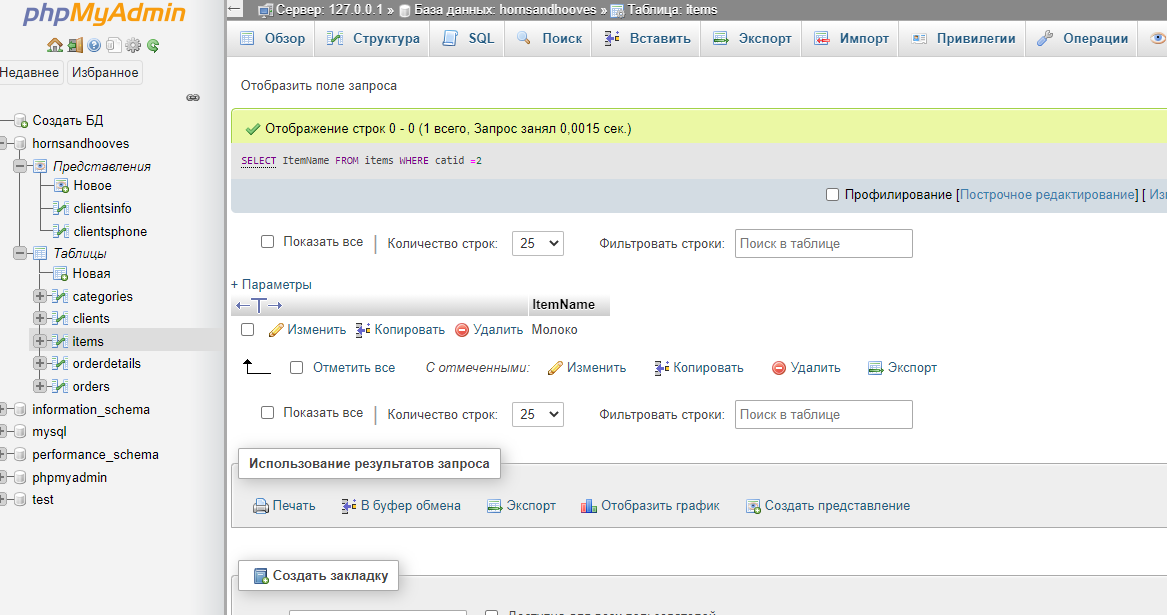 phpMyAdmin
Недавнее Избранное
Создать БД
hornsandhooves
Представления
Новое
clientsinfo
clientsphone
Таблицы
Новая
categories
clients
items
orderdetails
orders
information_schema
mysql
performance_schema
phpmyadmin
test
Сервер: 127.0.0.1 » База данных: hornsandhooves » Таблица: items
Обзор Структура SQL Поиск Вставить Экспорт Импорт Привилегии Операции
Отобразить поле запроса
Отображение строк 0 - 0 (1 всего, Запрос занял 0,0015 сек.)
SELECT ItemName FROM items WHERE catid =2
Профилирование [Построчное редактирование] [
Показать все | Количество строк: 25 Фильтровать строки: Поиск в таблице
+ Параметры
←T→ ItemName
Изменить Копировать Удалить Молоко
Отметить все С отмеченными: Изменить Копировать Удалить Экспорт
Показать все | Количество строк: 25 Фильтровать строки: Поиск в таблице
Использование результатов запроса
Печать В буфер обмена Экспорт Отобразить график Создать представление
Создать закладку